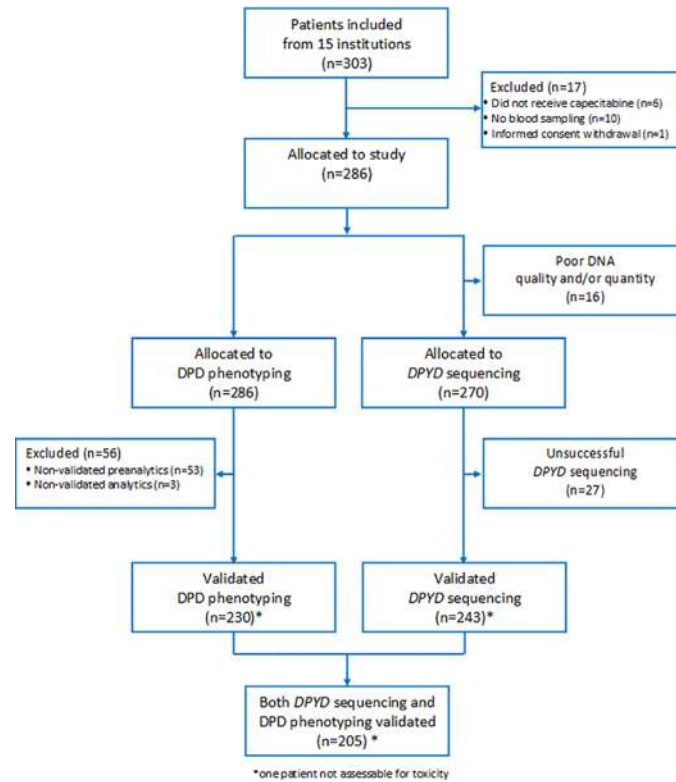 Patients included
from 15 institutions
(n=303)
Excluded (n=17)
• Did not receive capecitabine (n=6)
• No blood sampling (n=10)
• Informed consent withdrawal (n=1)
Allocated to study
(n=286)
Poor DNA
quality and/or quantity
(n=16)
Allocated to
DPD phenotyping
(n=286)
Allocated to
DPYD sequencing
(n=270)
Excluded (n=56)
• Non-validated preanalytics (n=53)
• Non-validated analytics (n=3)
Unsuccessful
DPYD sequencing
(n=27)
Validated
DPD phenotyping
(n=230)*
Validated
DPYD sequencing
(n=243)*
Both DPYD sequencing and
DPD phenotyping validated
(n=205) *
*one patient not assessable for toxicity